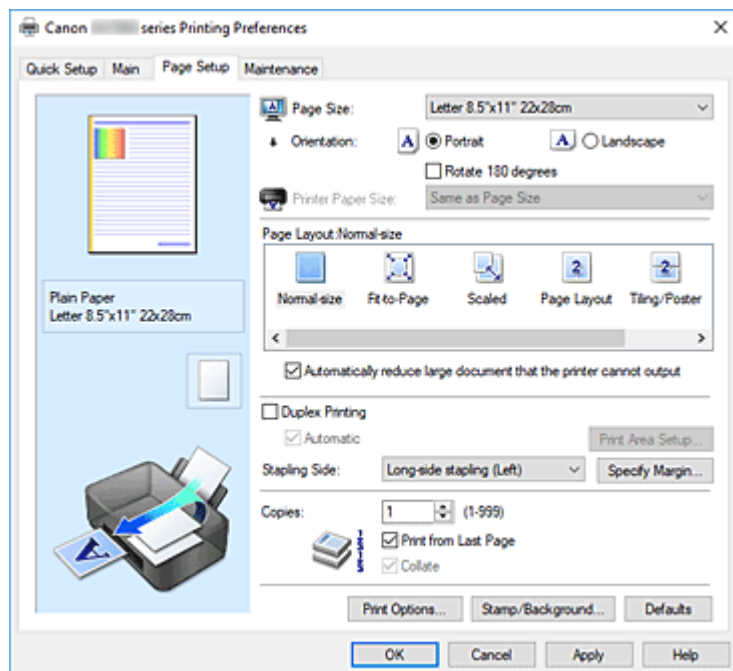 Canon series Printing Preferences
Quick Setup Main Page Setup Maintenance
Page Size: Letter 8.5"x11" 22x28cm
Orientation: A Portrait A Landscape
Rotate 180 degrees
Printer Paper Size: Same as Page Size
Page Layout:Normal-size
2 2
Normal-size Fit-to-Page Scaled Page Layout Tiling/Poster
Plain Paper
Letter 8.5"x11" 22x28cm
Automatically reduce large document that the printer cannot output
Duplex Printing
Automatic Print Area Setup...
Stapling Side: Long-side stapling (Left) Specify Margin...
Copies: 1 (1-999)
Print from Last Page
Collate
A
Print Options... Stamp/Background... Defaults
OK Cancel Apply Help